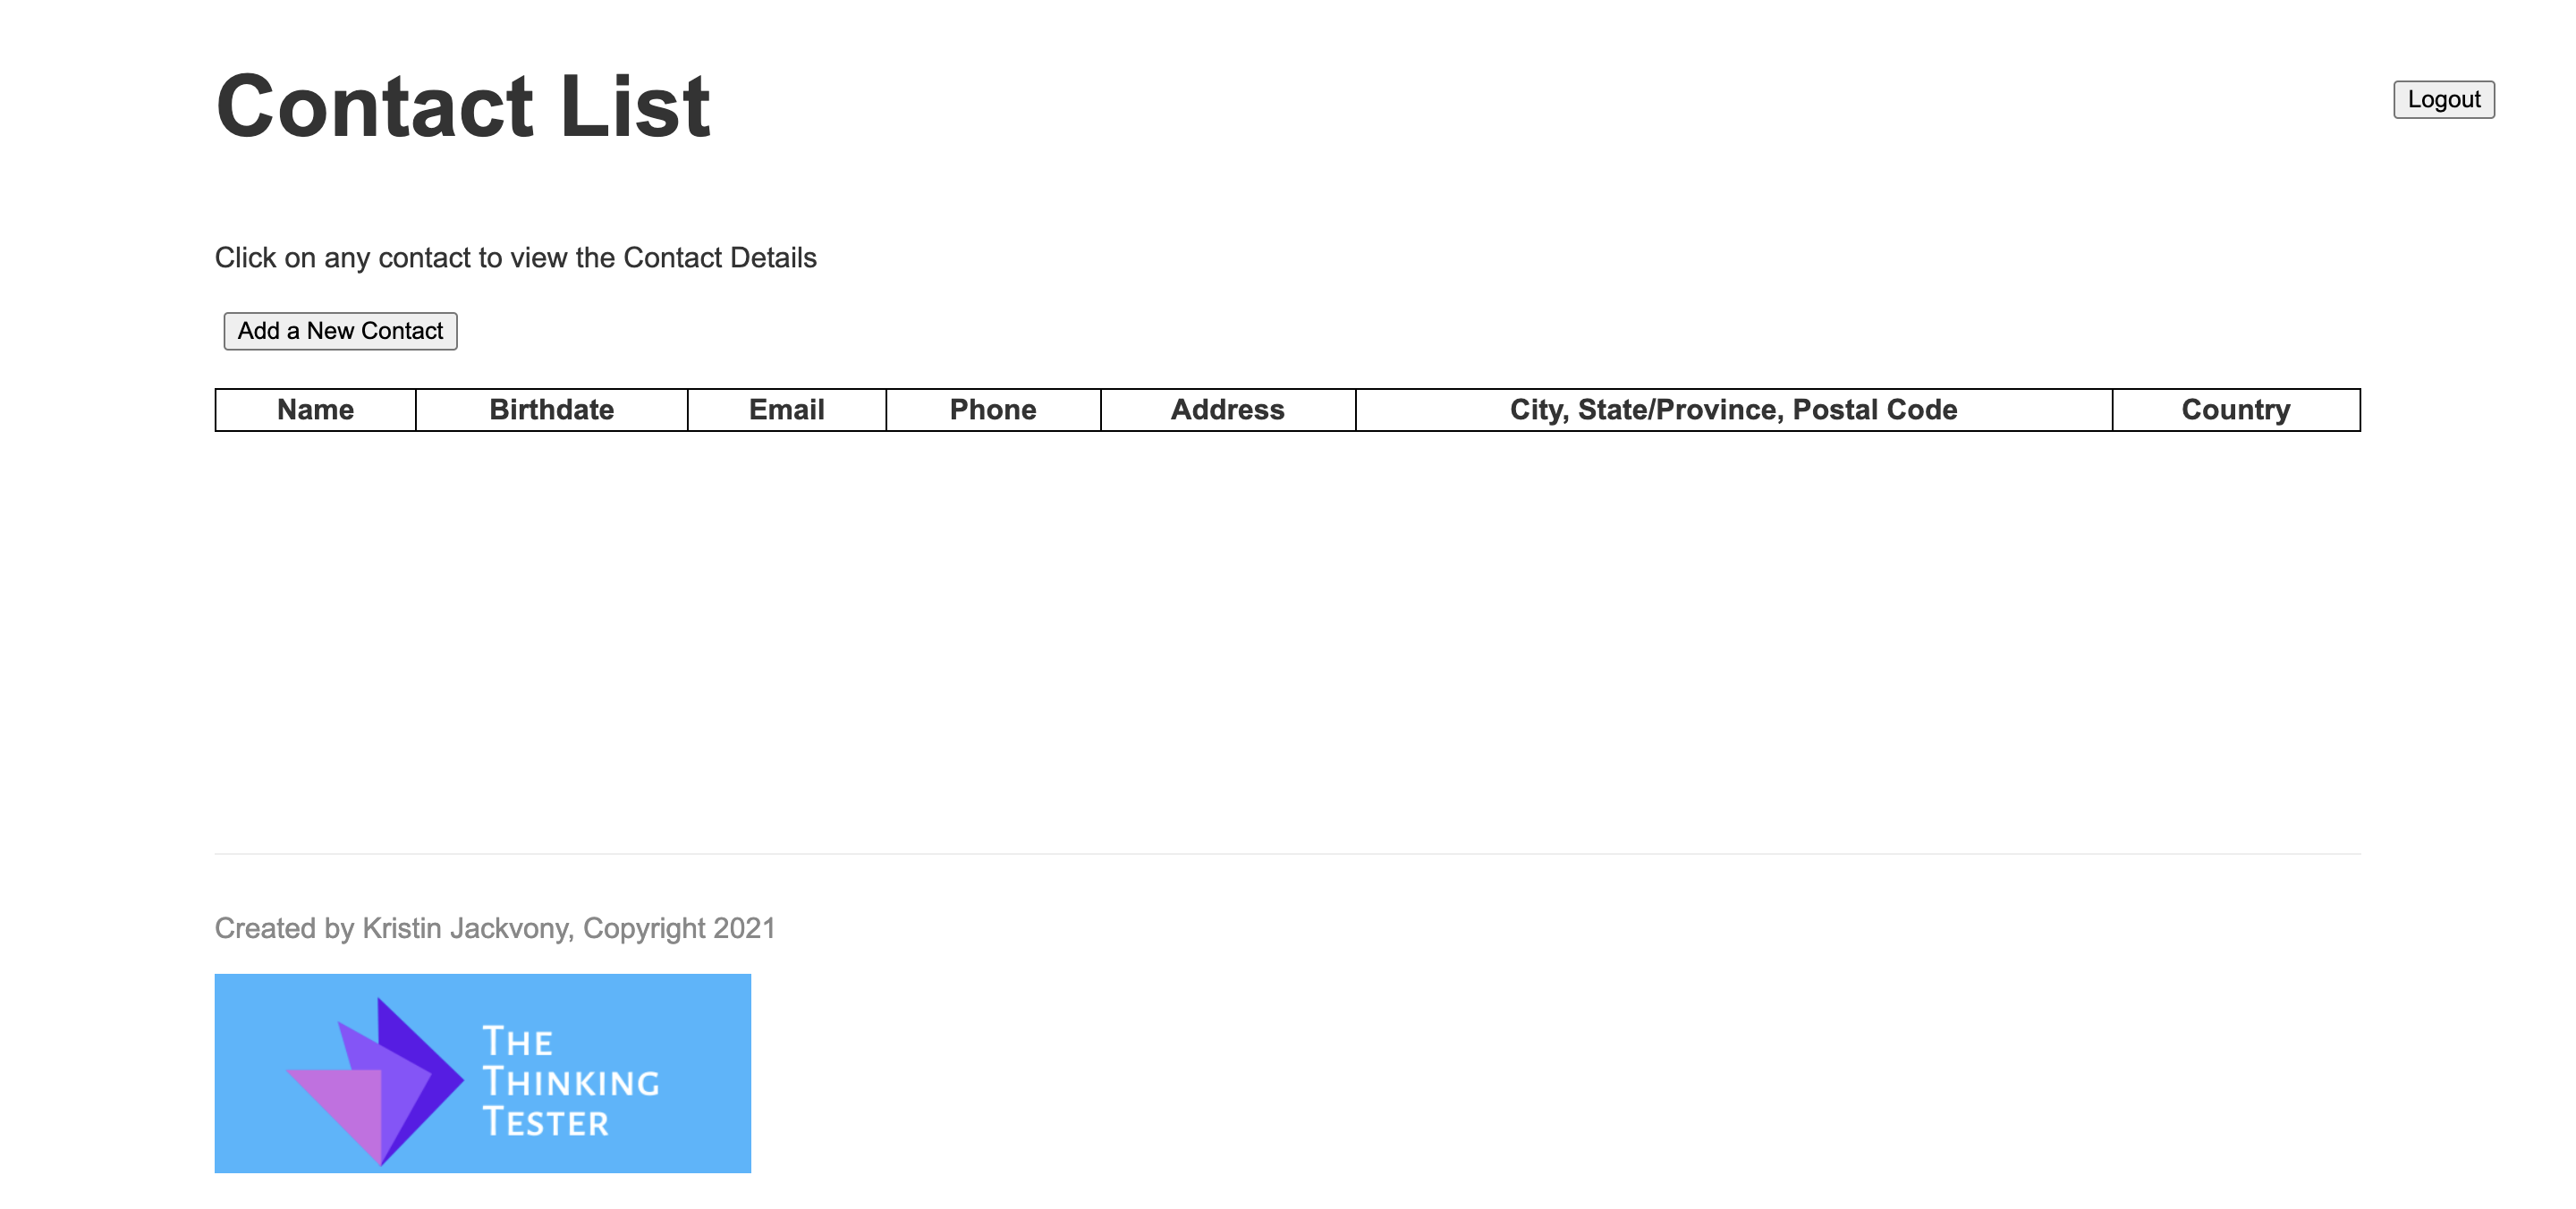 Contact List
Logout
Click on any contact to view the Contact Details
Add a New Contact
Name Birthdate Email Phone Address City, State/Province, Postal Code Country
Created by Kristin Jackvony, Copyright 2021
THE
THINKING
TESTER